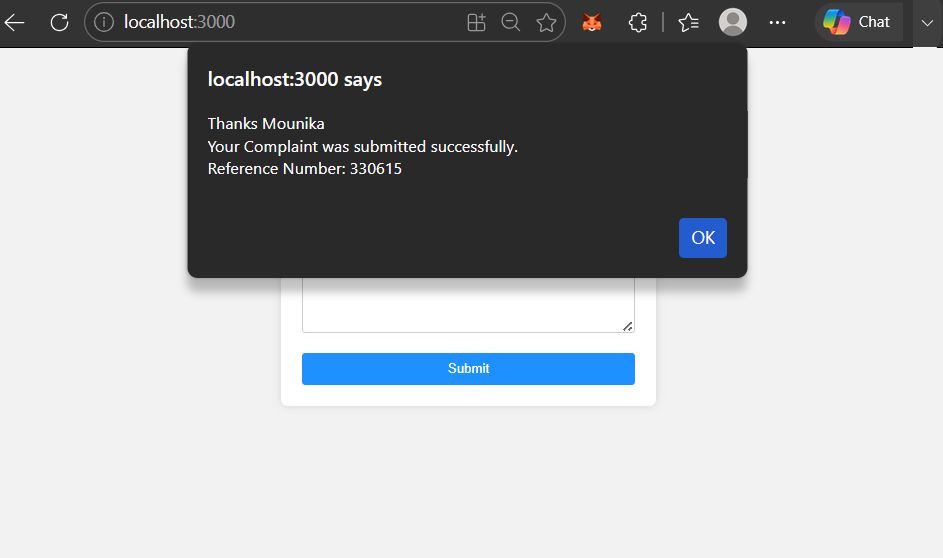 localhost:3000
Chat
localhost:3000 says
Thanks Mounika
Your Complaint was submitted successfully.
Reference Number: 330615
OK
Submit